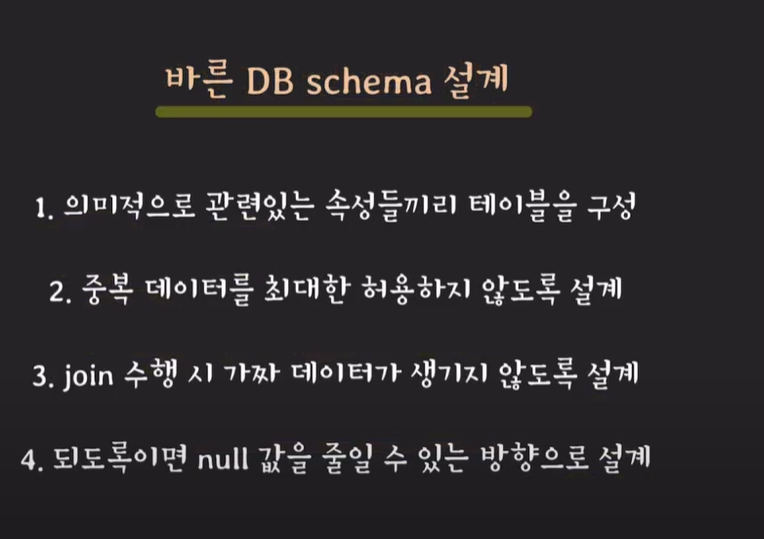 바른 DB schema 설계
1. 의미적으로 관련있는 속성들끼리 테이블을 구성
2. 중복 데이터를 최대한 허용하지 않도록 설계
3. join 수행 시 가짜 데이터가 생기지 않도록 설계
4. 되도록이면 null 값을 줄일 수 있는 방향으로 설계